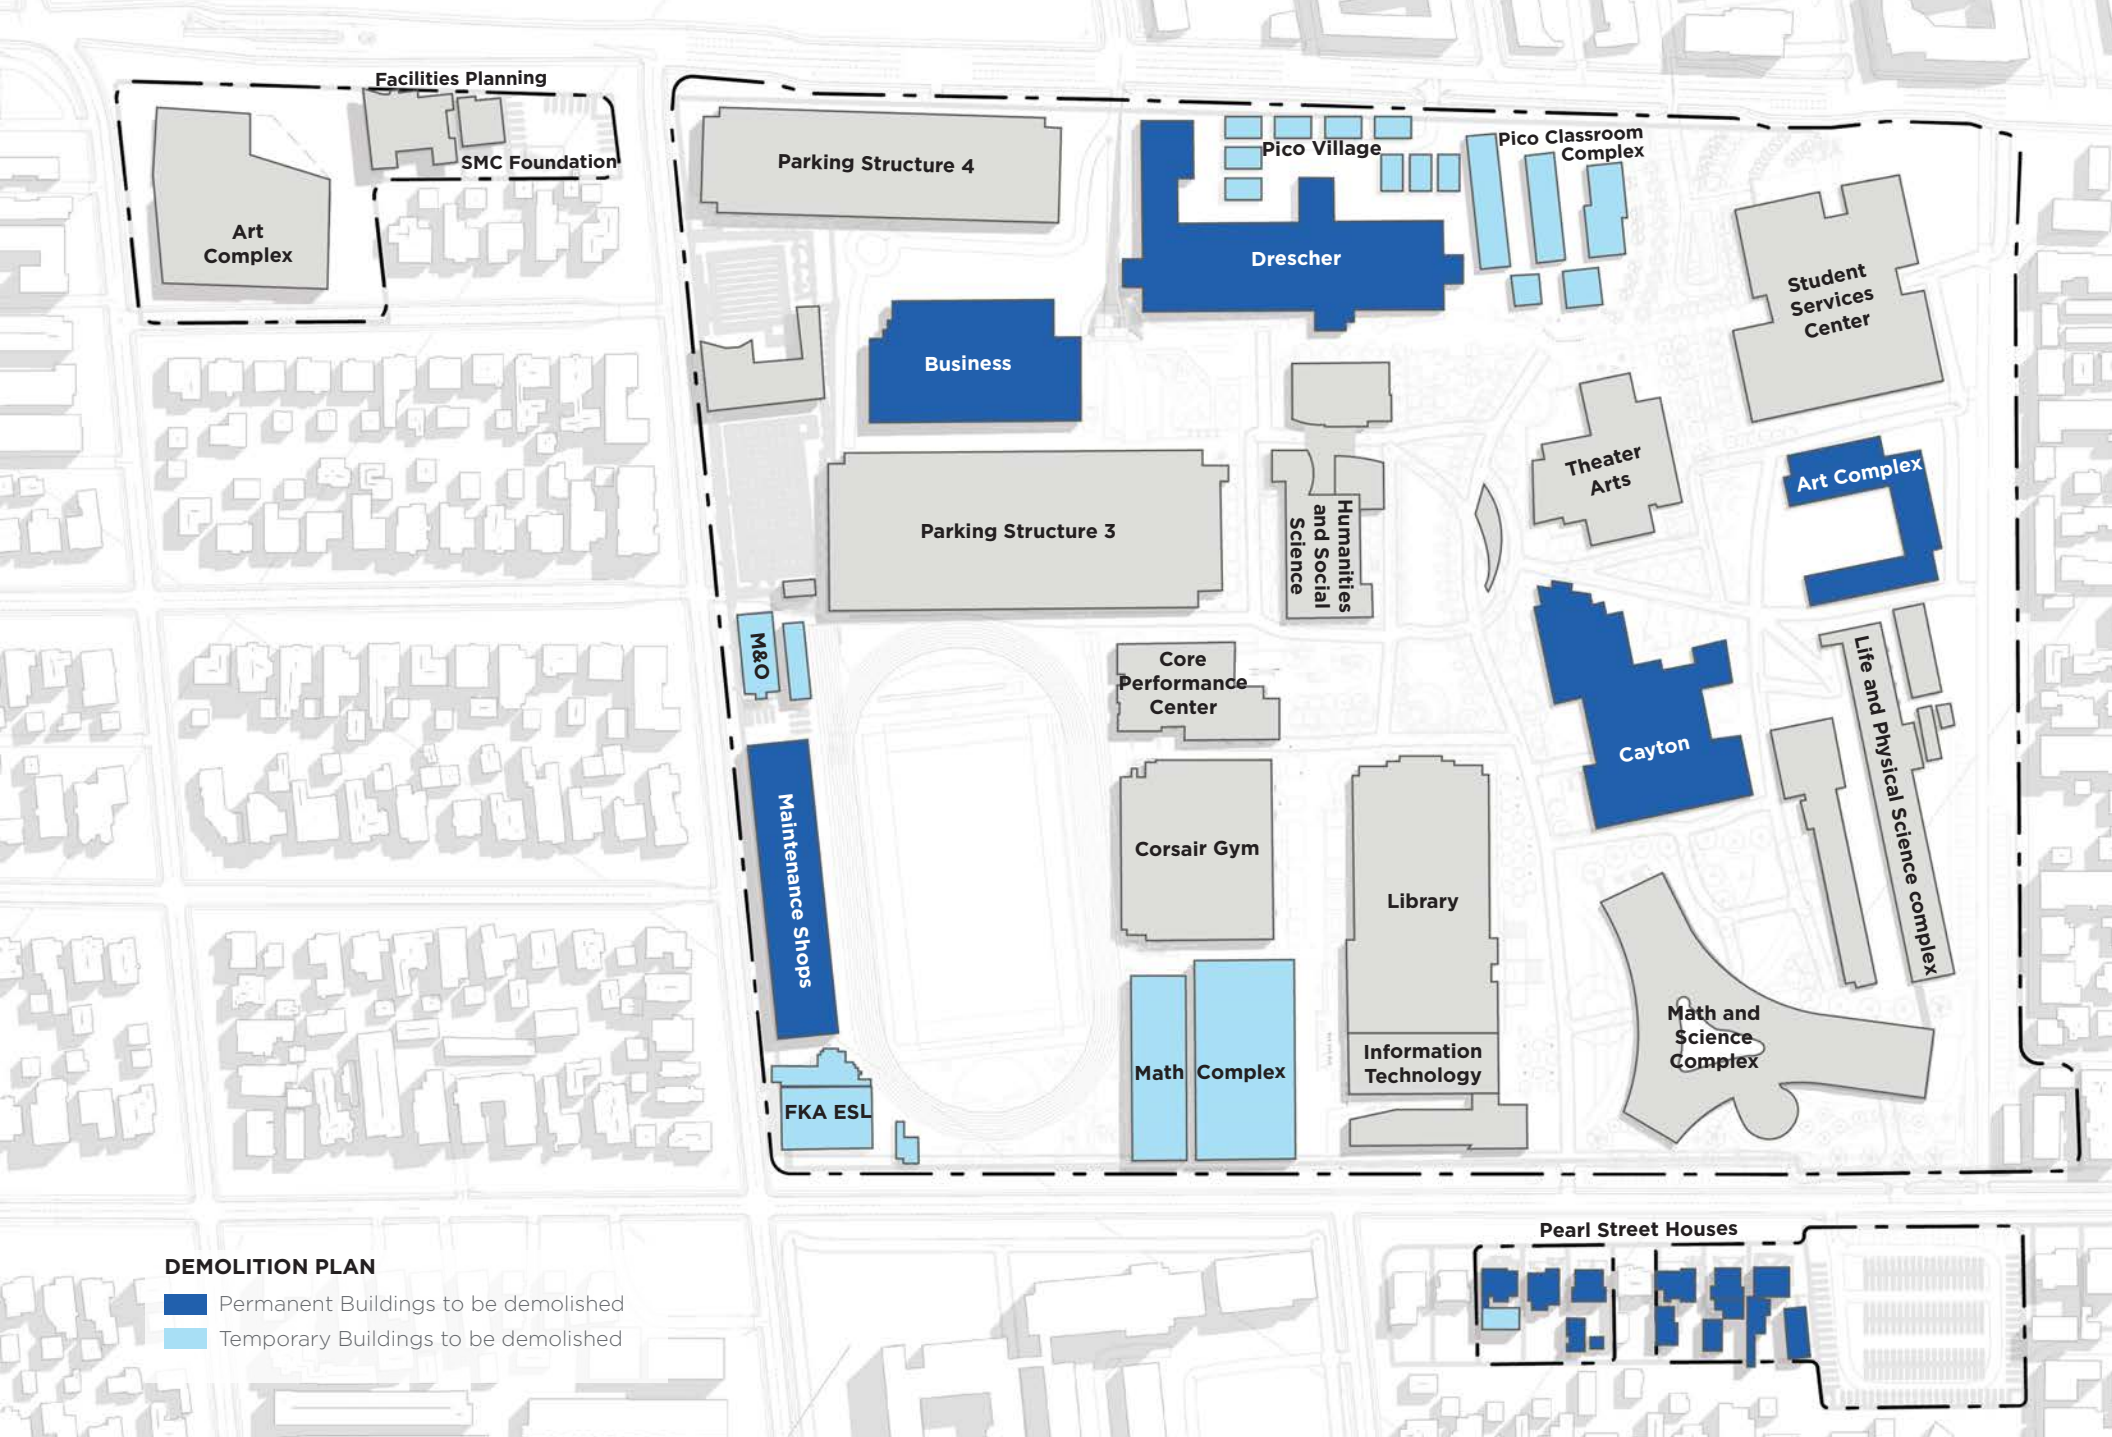 Facilities Planning
SMC Foundation
Art
Complex
Parking Structure 4
Pico Village
Pico Classroom
Complex
Drescher
Student
Services
Center
Business
Theater
Arts
Art Complex
Parking Structure 3
Humanities
and Social
Science
M&O
Core
Performance
Center
Cayton
Life and Physical Science complex
Maintenance Shops
Corsair Gym
Library
Math and
Science
Complex
Information
Technology
Math Complex
FKA ESL
Pearl Street Houses
DEMOLITION PLAN
Permanent Buildings to be demolished
Temporary Buildings to be demolished